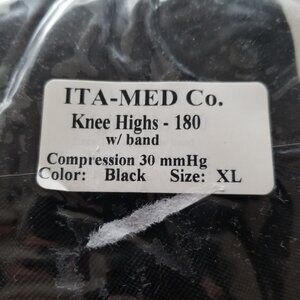 ITA-MED Co.
Knee Highs - 180
w/ band
Compression 30 mmHg
Color: Black Size: XL